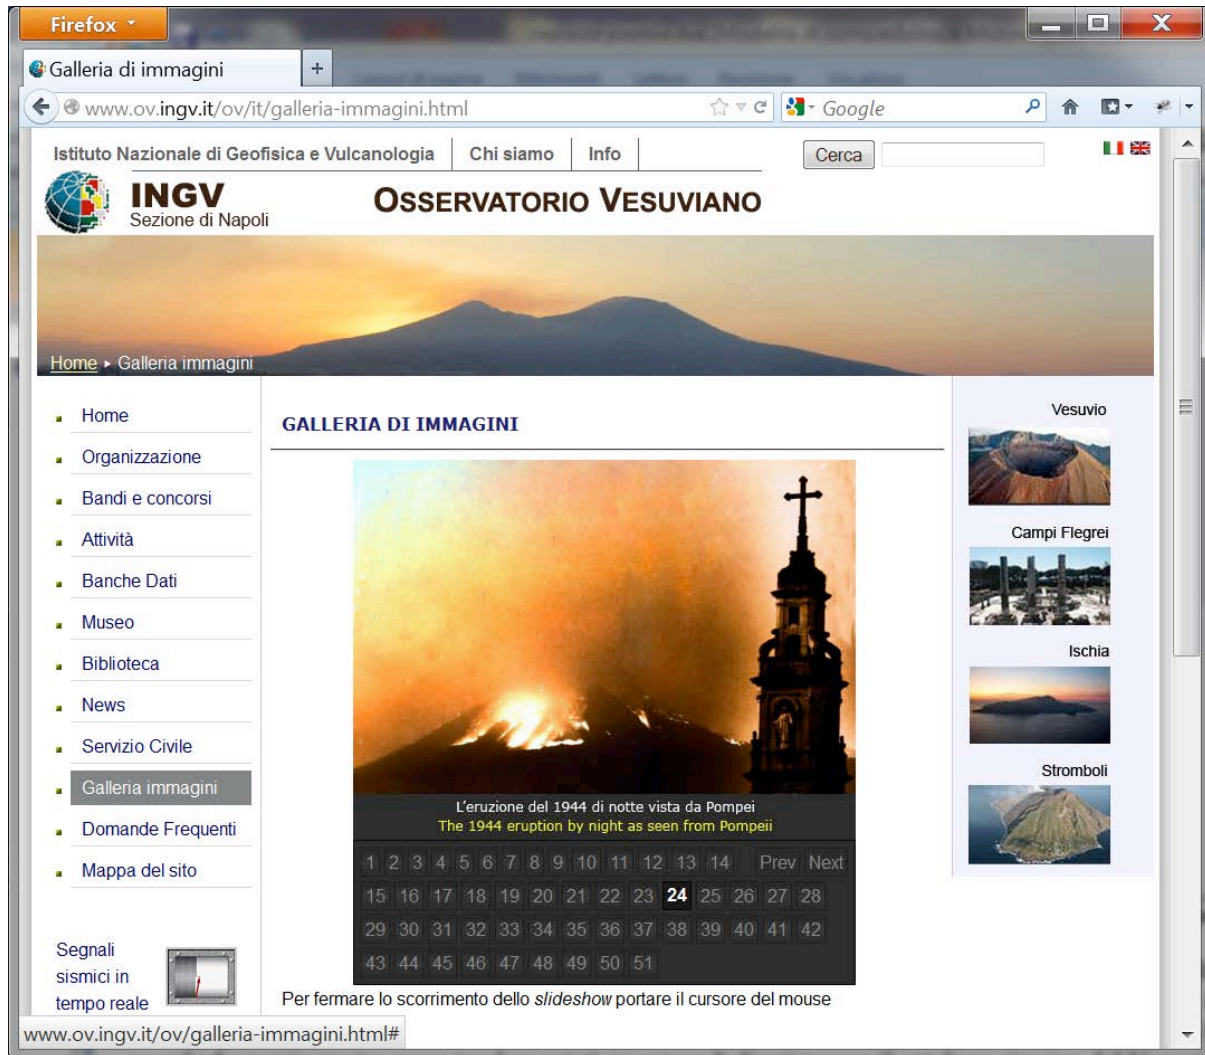 Firefox
Galleria di immagini
+
www.ov.ingv.it/ov/it/galleria-immagini.html
Google
Istituto Nazionale di Geofisica e Vulcanologia
Chi siamo
Info
Cerca
INGV
Sezione di Napoli
OSSERVATORIO VESUVIANO
Home ▸ Galleria immagini
Home
Organizzazione
Bandi e concorsi
Attività
Banche Dati
Museo
Biblioteca
News
Servizio Civile
Galleria immagini
Domande Frequenti
Mappa del sito
Segnali
sismici in
tempo reale
GALLERIA DI IMMAGINI
L'eruzione del 1944 di notte vista da Pompei
The 1944 eruption by night as seen from Pompeii
1 2 3 4 5 6 7 8 9 10 11 12 13 14 Prev Next
15 16 17 18 19 20 21 22 23 24 25 26 27 28
29 30 31 32 33 34 35 36 37 38 39 40 41 42
43 44 45 46 47 48 49 50 51
Per fermare lo scorrimento dello slideshow portare il cursore del mouse
Vesuvio
Campi Flegrei
Ischia
Stromboli
www.ov.ingv.it/ov/galleria-immagini.html#